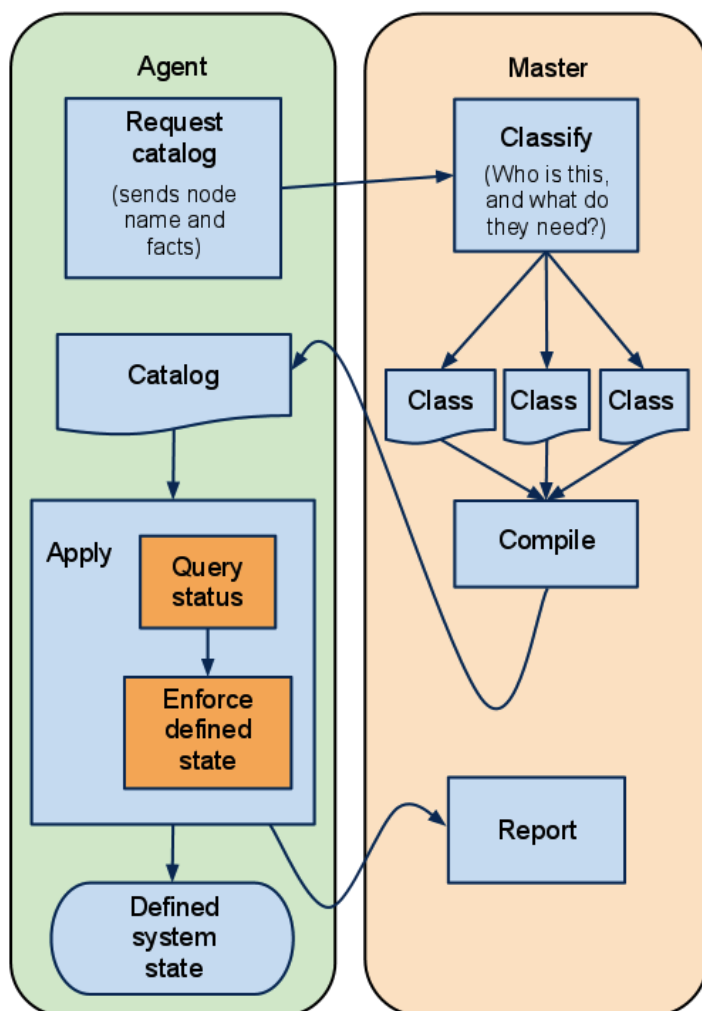 Agent
Request
catalog
(sends node
name and
facts)
Catalog
Apply
Query
status
Enforce
defined
state
Defined
system
state
Master
Classify
(Who is this,
and what do
they need?)
Class
Class
Class
Compile
Report